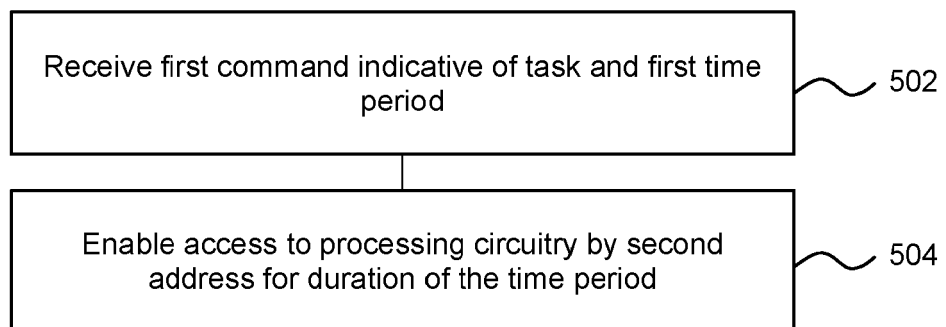 Receive first command indicative of task and first time
period
502
Enable access to processing circuitry by second
address for duration of the time period
504